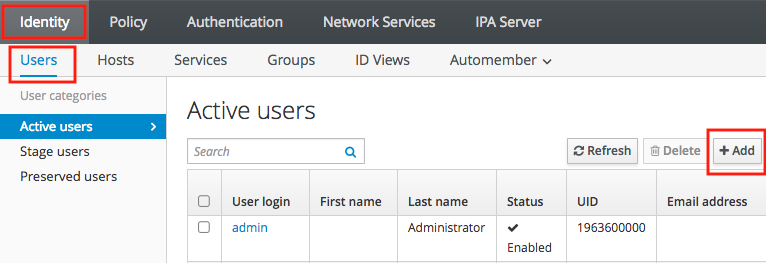 Identity Policy Authentication Network Services IPA Server
Users Hosts Services Groups ID Views Automember
User categories
Active users
Stage users
Preserved users
Active users
Search Refresh Delete + Add
User login First name Last name Status UID Email address
admin Administrator Enabled 1963600000